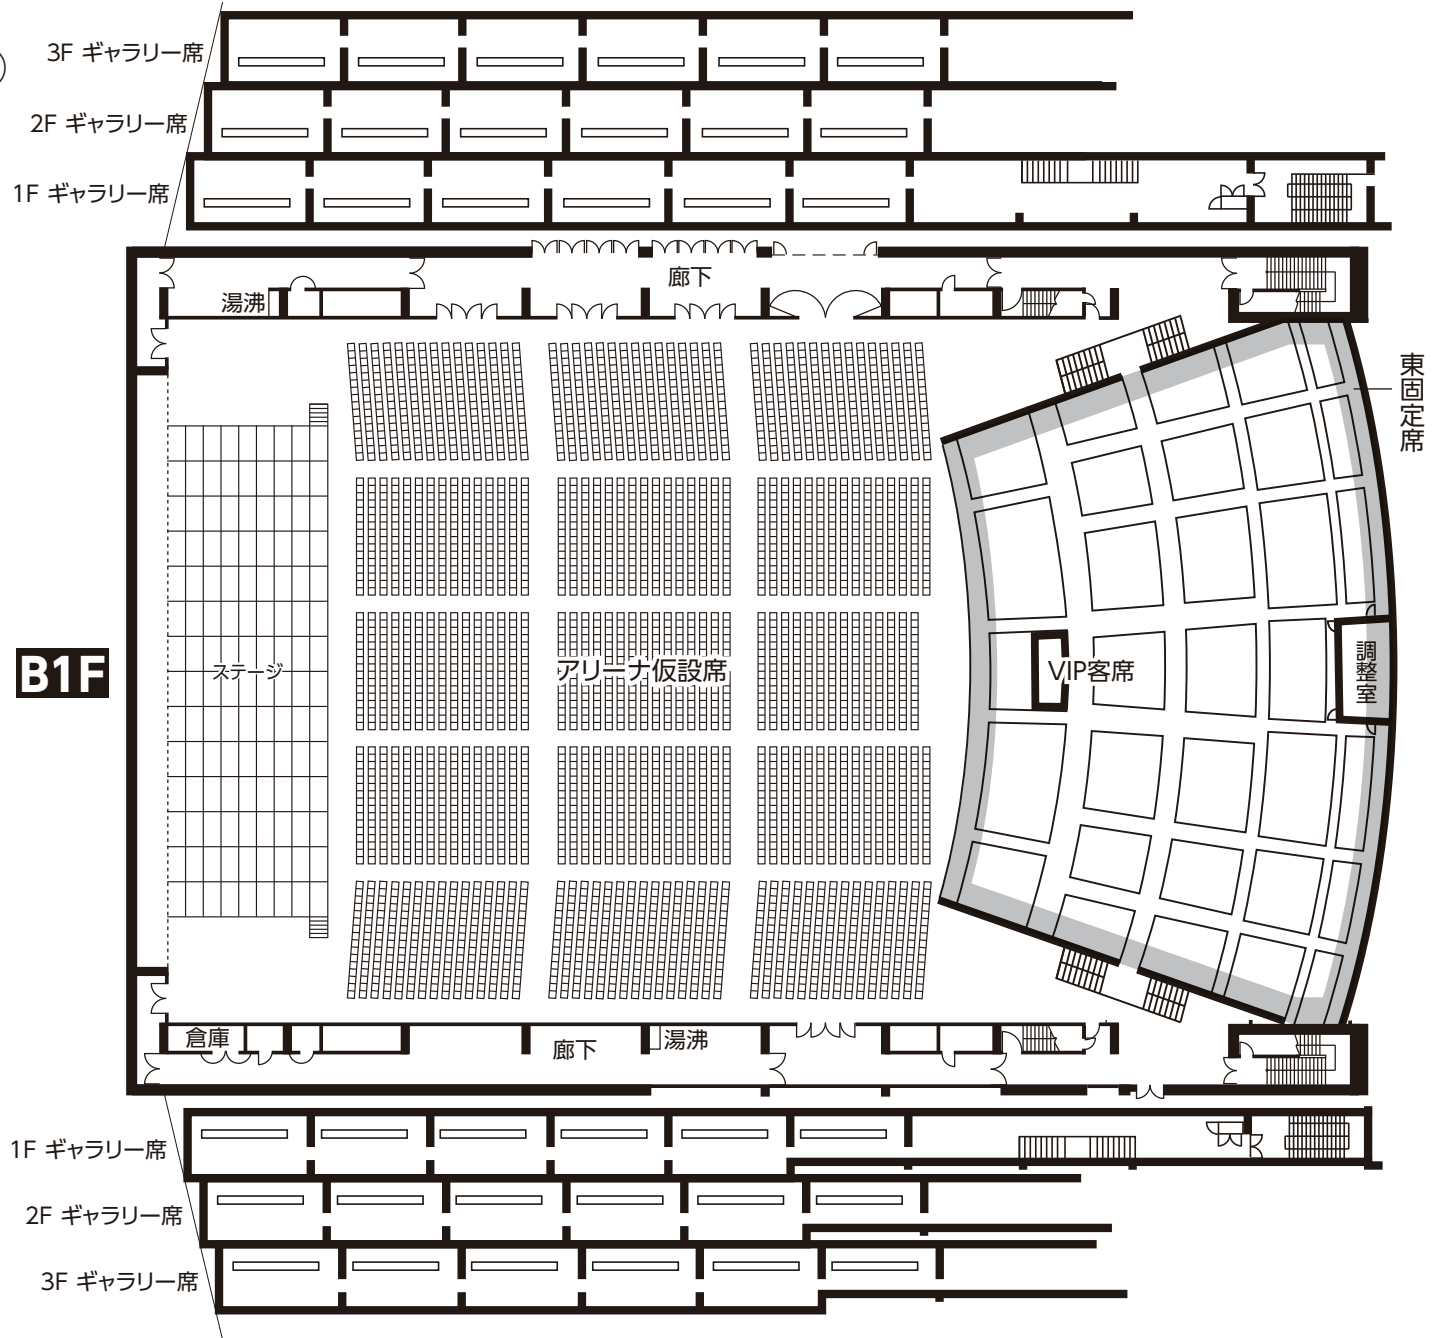 3F ギャラリー席
2F ギャラリー席
1F ギャラリー席
廊下
湯沸
東固定席
B1F
ステージ
アリーナ仮設席
VIP客席
調整室
倉庫
廊下
湯沸
1F ギャラリー席
2F ギャラリー席
3F ギャラリー席